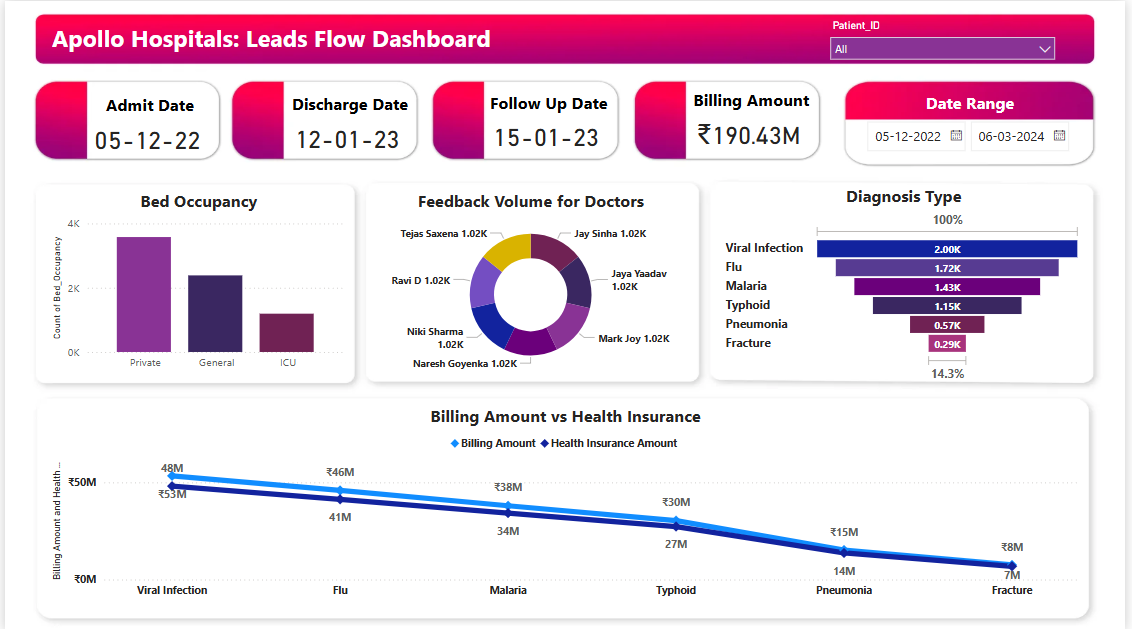 Apollo Hospitals: Leads Flow Dashboard
Patient_ID
All
Admit Date
05-12-22
Discharge Date
12-01-23
Follow Up Date
15-01-23
Billing Amount
₹190.43M
Date Range
05-12-2022
06-03-2024
Bed Occupancy
Count of Bed_Occupancy
4K
2K
0K
Private
General
ICU
Feedback Volume for Doctors
Tejas Saxena 1.02K
Jay Sinha 1.02K
Ravi D 1.02K
Jaya Yaadav
1.02K
Niki Sharma
1.02K
Mark Joy 1.02K
Naresh Goyenka 1.02K
Diagnosis Type
100%
Viral Infection 2.00K
Flu 1.72K
Malaria 1.43K
Typhoid 1.15K
Pneumonia 0.57K
Fracture 0.29K
14.3%
Billing Amount vs Health Insurance
Billing Amount Health Insurance Amount
Billing Amount and Health ...
₹50M
₹0M
48M
₹53M
₹46M
41M
₹38M
34M
₹30M
27M
₹15M
14M
₹8M
7M
Viral Infection
Flu
Malaria
Typhoid
Pneumonia
Fracture